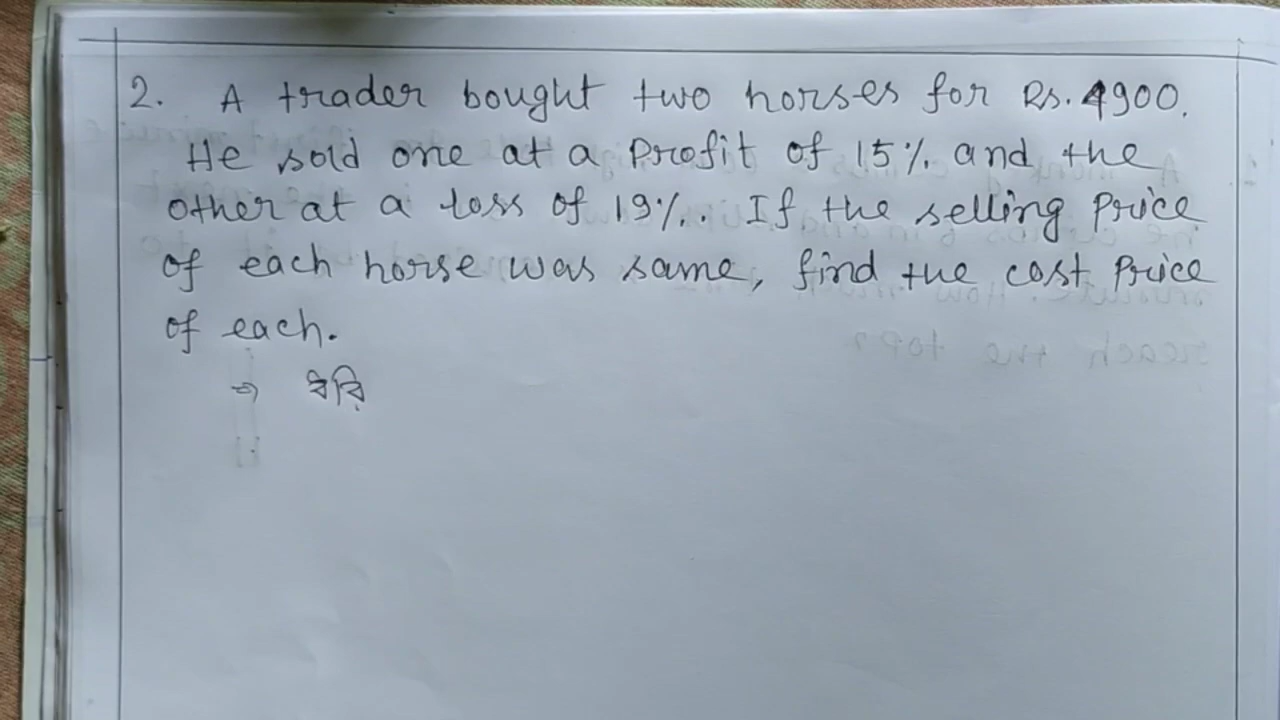 2. A trader bought two horses for Rs. 4900.
He sold one at a Profit of 15% and the
other at a loss of 19%. If the selling Price
of each horse was same, find the cost Price
of each.
⇒ ধরি